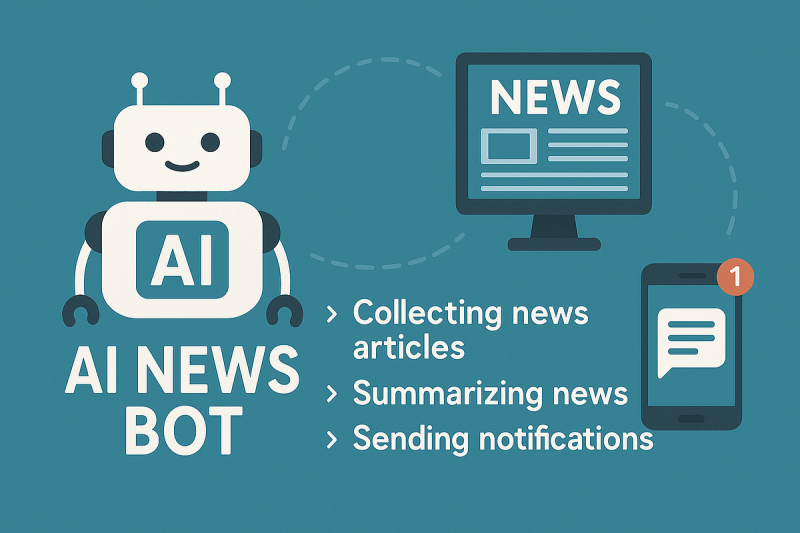 AI
AI NEWS
BOT
NEWS
1
> Collecting news
articles
> Summarizing news
> Sending notifications